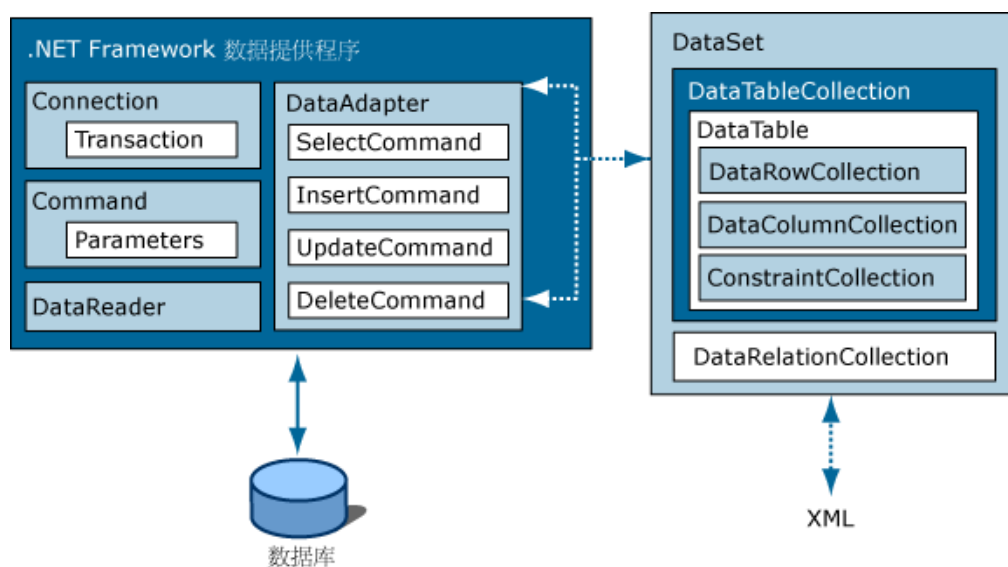 .NET Framework 数据提供程序
Connection
Transaction
Command
Parameters
DataReader
DataAdapter
SelectCommand
InsertCommand
UpdateCommand
DeleteCommand
数据库
DataSet
DataTableCollection
DataTable
DataRowCollection
DataColumnCollection
ConstraintCollection
DataRelationCollection
XML